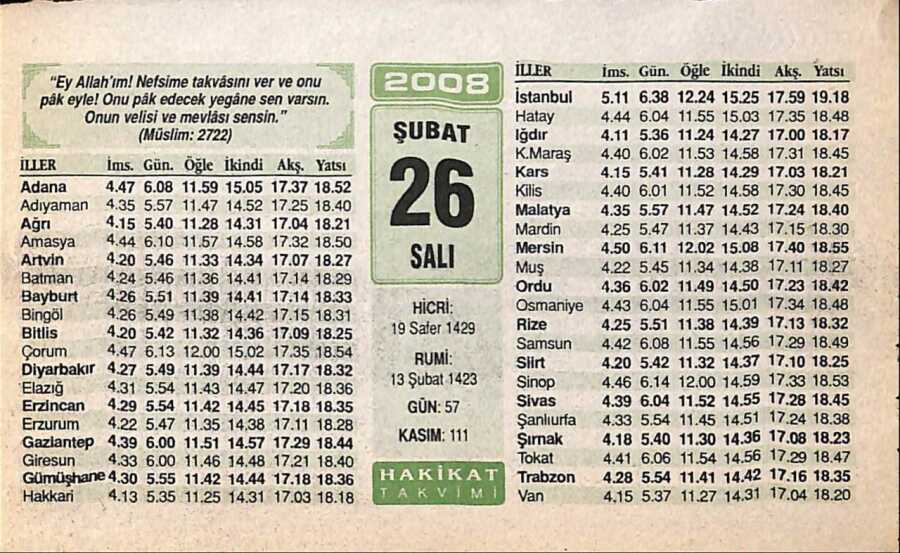 "Ey Allah'ım! Nefsime takvâsını ver ve onu
pâk eyle! Onu pâk edecek yegâne sen varsın.
Onun velisi ve mevlâsı sensin."
(Müslim: 2722)
İLLER İms. Gün. Öğle İkindi Akş. Yatsı
Adana 4.47 6.08 11.59 15.05 17.37 18.52
Adıyaman 4.35 5.57 11.47 14.52 17.25 18.40
Ağrı 4.15 5.40 11.28 14.31 17.04 18.21
Amasya 4.44 6.10 11.57 14.58 17.32 18.50
Artvin 4.20 5.46 11.33 14.34 17.07 18.27
Batman 4.24 5.46 11.36 14.41 17.14 18.29
Bayburt 4.26 5.51 11.39 14.41 17.14 18.33
Bingöl 4.26 5.49 11.38 14.42 17.15 18.31
Bitlis 4.20 5.42 11.32 14.36 17.09 18.25
Çorum 4.47 6.13 12.00 15.02 17.35 18.54
Diyarbakır 4.27 5.49 11.39 14.44 17.17 18.32
Elazığ 4.31 5.54 11.43 14.47 17.20 18.36
Erzincan 4.29 5.54 11.42 14.45 17.18 18.35
Erzurum 4.22 5.47 11.35 14.38 17.11 18.28
Gaziantep 4.39 6.00 11.51 14.57 17.29 18.44
Giresun 4.33 6.00 11.46 14.48 17.21 18.40
Gümüşhane 4.30 5.55 11.42 14.44 17.18 18.36
Hakkari 4.13 5.35 11.25 14.31 17.03 18.18
2008
ŞUBAT
26
SALI
HİCRİ:
19 Safer 1429
RUMİ:
13 Şubat 1423
GÜN: 57
KASIM: 111
HAKİKAT
TAKVİMİ
İLLER İms. Gün. Öğle İkindi Akş. Yatsı
İstanbul 5.11 6.38 12.24 15.25 17.59 19.18
Hatay 4.44 6.04 11.55 15.03 17.35 18.48
Iğdır 4.11 5.36 11.24 14.27 17.00 18.17
K.Maraş 4.40 6.02 11.53 14.58 17.31 18.45
Kars 4.15 5.41 11.28 14.29 17.03 18.21
Kilis 4.40 6.01 11.52 14.58 17.30 18.45
Malatya 4.35 5.57 11.47 14.52 17.24 18.40
Mardin 4.25 5.47 11.37 14.43 17.15 18.30
Mersin 4.50 6.11 12.02 15.08 17.40 18.55
Muş 4.22 5.45 11.34 14.38 17.11 18.27
Ordu 4.36 6.02 11.49 14.50 17.23 18.42
Osmaniye 4.43 6.04 11.55 15.01 17.34 18.48
Rize 4.25 5.51 11.38 14.39 17.13 18.32
Samsun 4.42 6.08 11.55 14.56 17.29 18.49
Siirt 4.20 5.42 11.32 14.37 17.10 18.25
Sinop 4.46 6.14 12.00 14.59 17.33 18.53
Sivas 4.39 6.04 11.52 14.55 17.28 18.45
Şanlıurfa 4.33 5.54 11.45 14.51 17.24 18.38
Şırnak 4.18 5.40 11.30 14.36 17.08 18.23
Tokat 4.41 6.06 11.54 14.56 17.29 18.47
Trabzon 4.28 5.54 11.41 14.42 17.16 18.35
Van 4.15 5.37 11.27 14.31 17.04 18.20